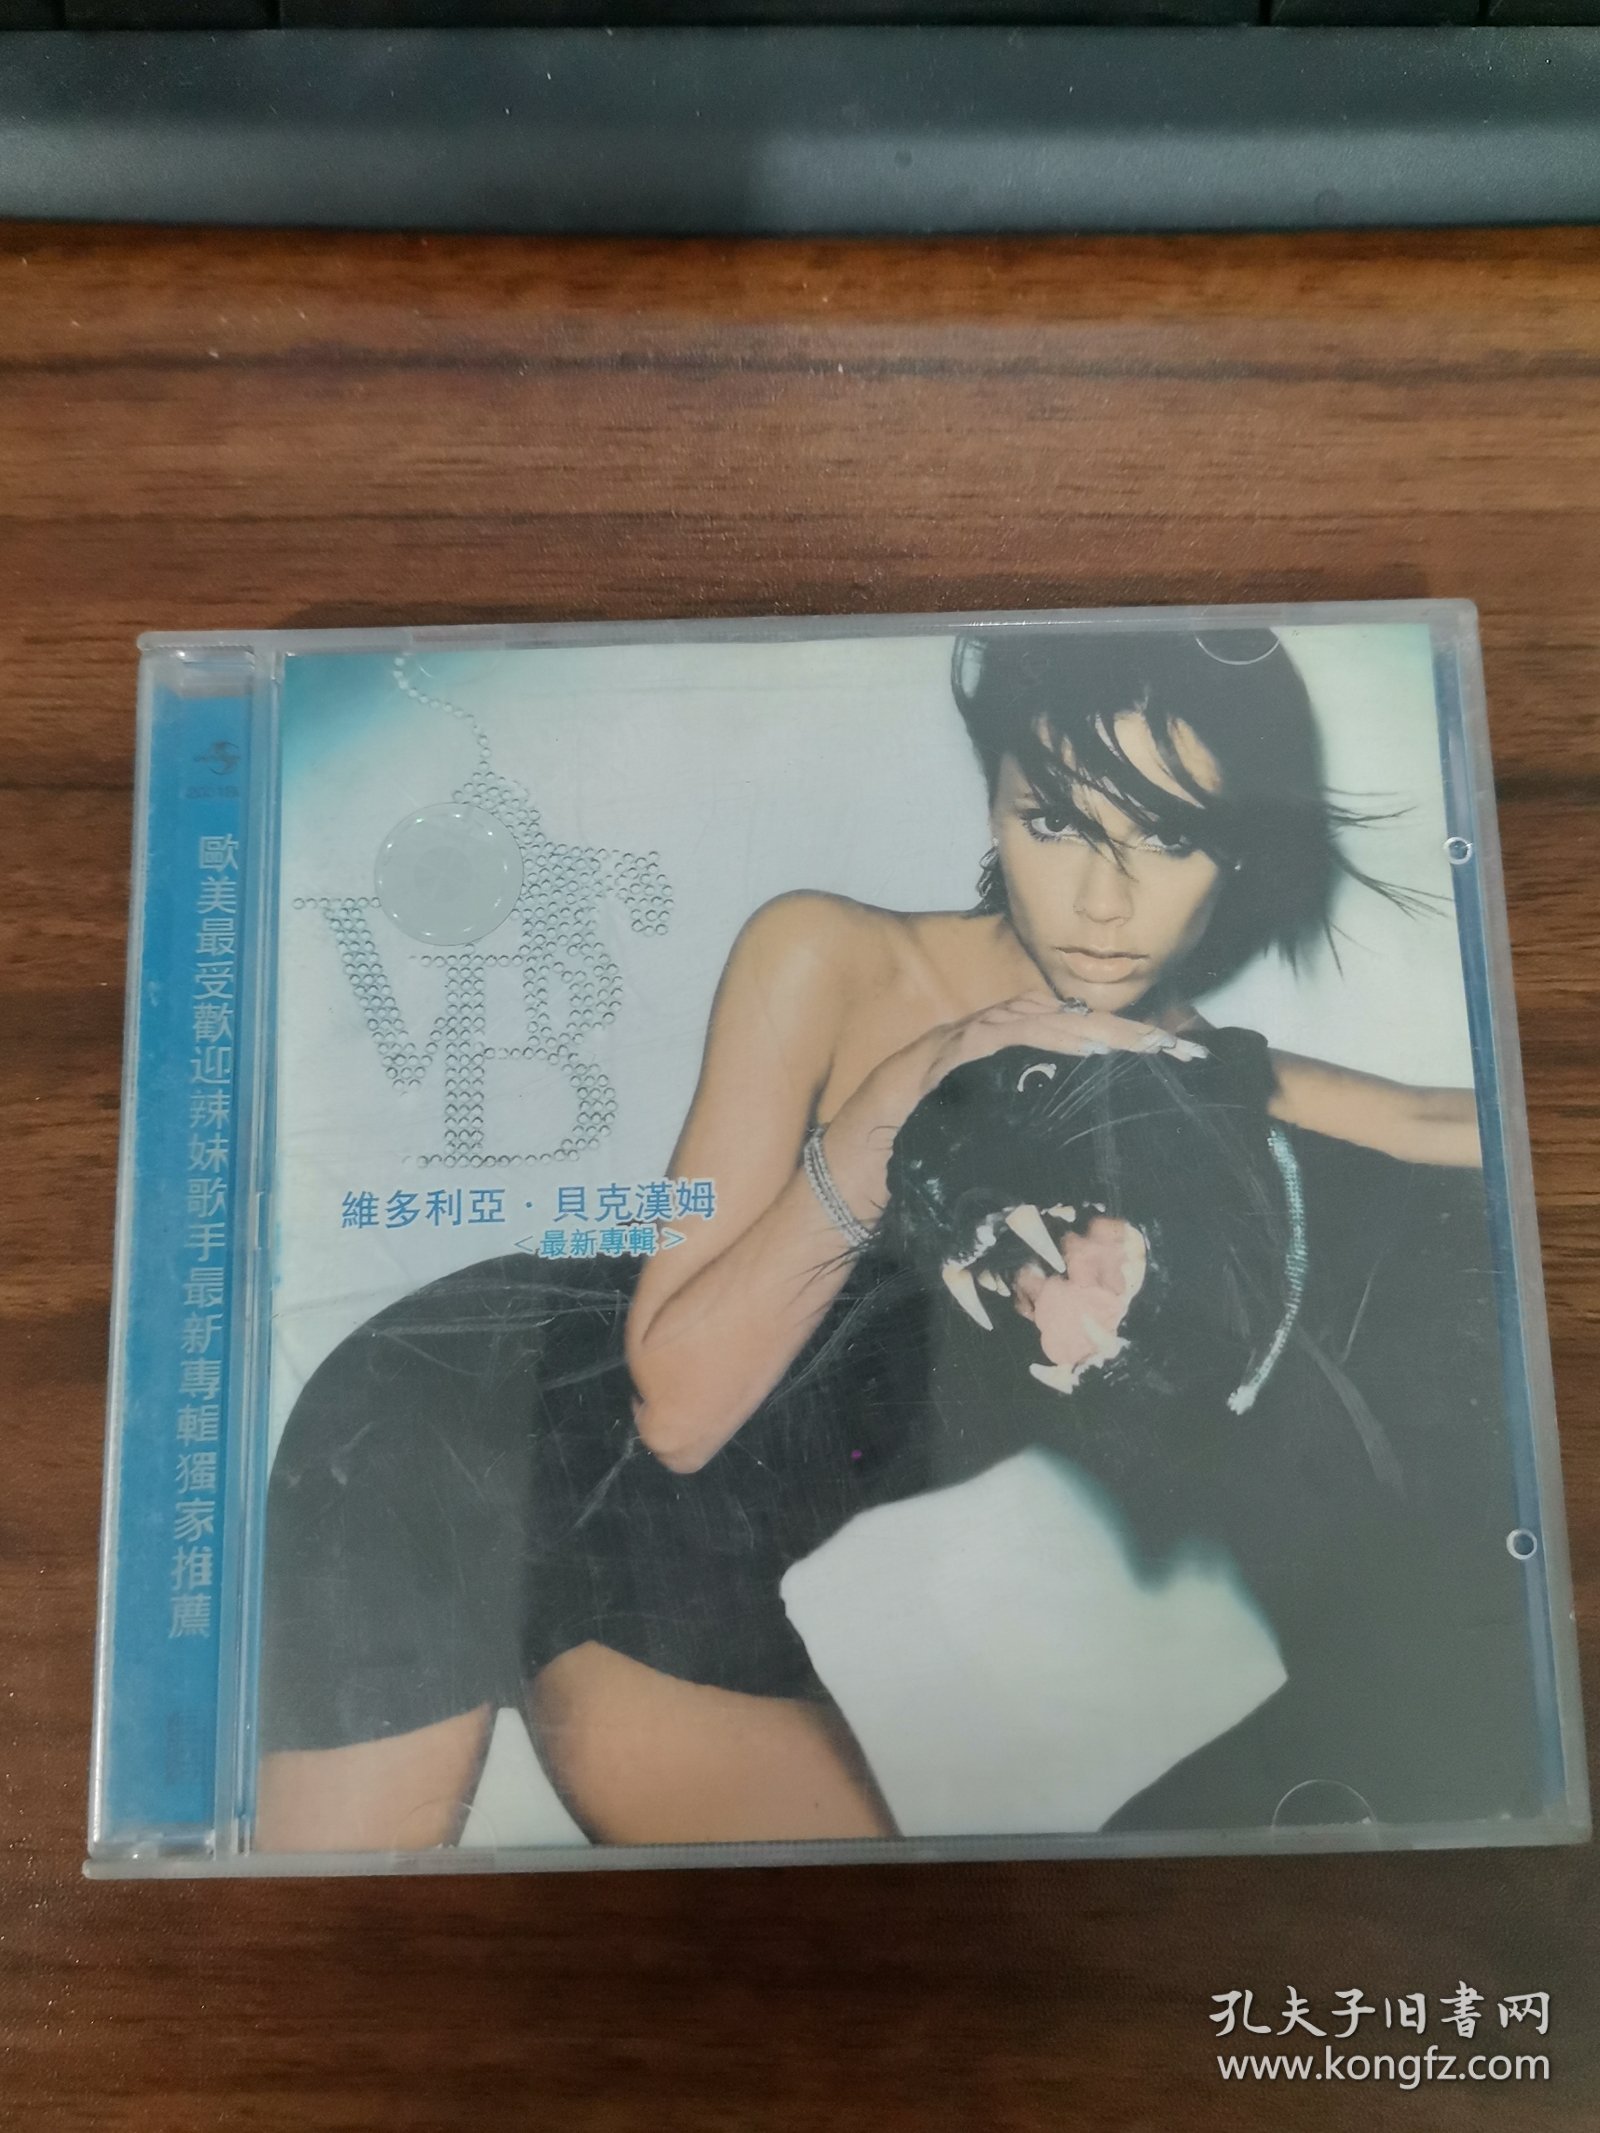 歐美最受歡迎辣妹歌手最新專輯獨家推薦
VB
維多利亞·貝克漢姆
<最新專輯>
孔夫子旧書网
www.kongfz.com